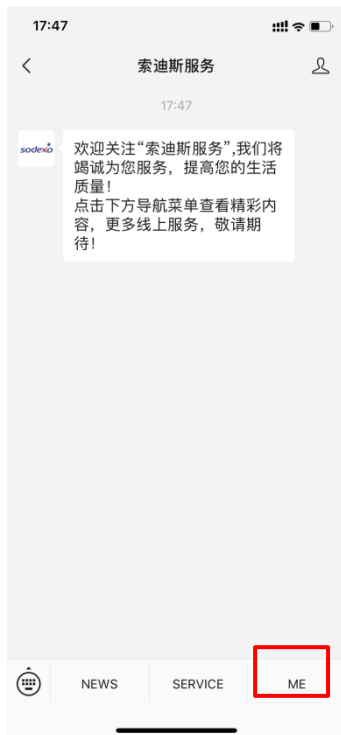 17:47
索迪斯服务
17:47
sodexo
欢迎关注“索迪斯服务”,我们将
竭诚为您服务，提高您的生活
质量！
点击下方导航菜单查看精彩内
容，更多线上服务，敬请期
待！
NEWS
SERVICE
ME